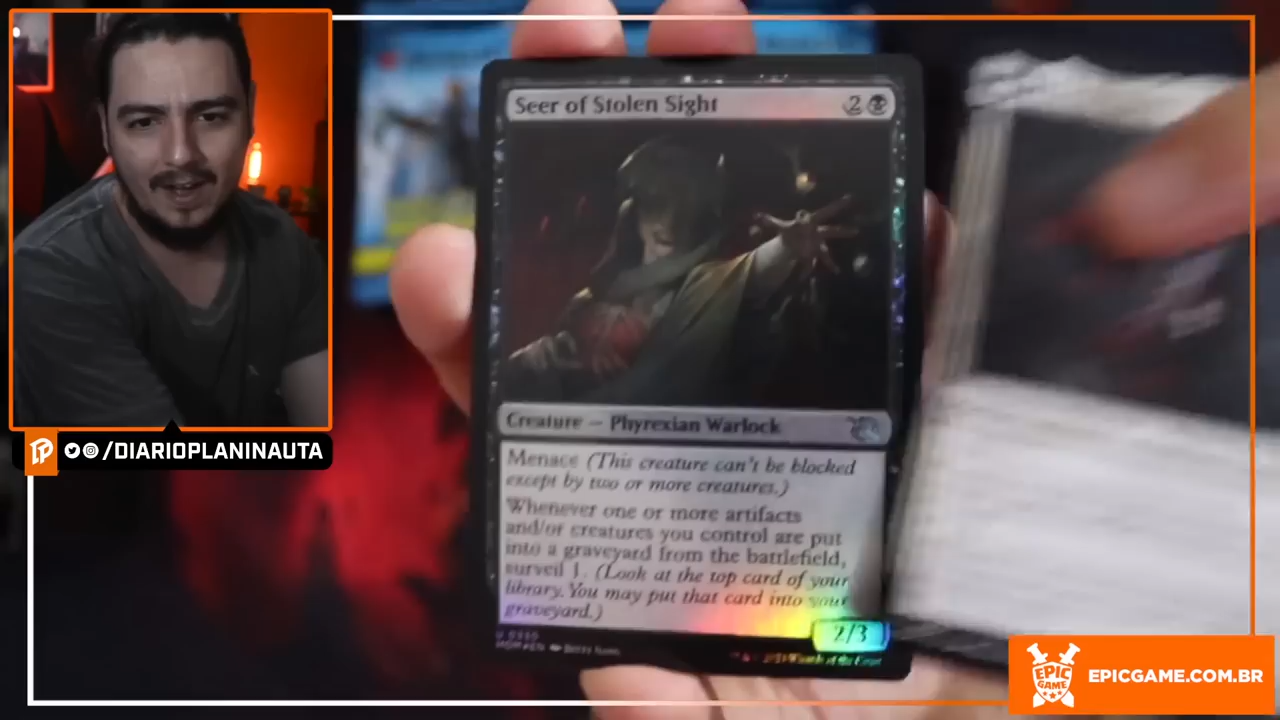 Seer of Stolen Sight 2
Creature — Phyrexian Warlock
Menace (This creature can't be blocked
except by two or more creatures.)
Whenever one or more artifacts
and/or creatures you control are put
into a graveyard from the battlefield,
surveil 1. (Look at the top card of your
library. You may put that card into your
graveyard.)
2/3
/DIARIOPLANINAUTA
EPIC
GAME
EPICGAME.COM.BR